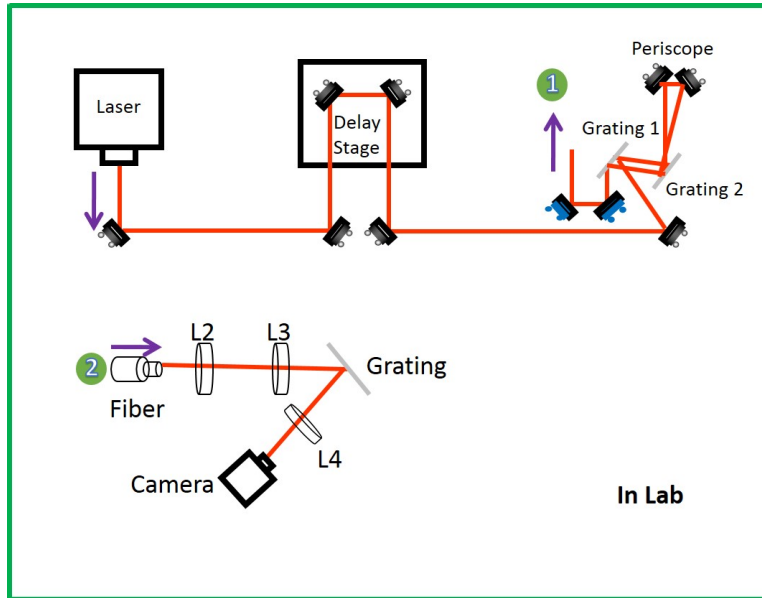 Periscope
1
Laser
Delay
Stage
Grating 1
Grating 2
L2
L3
Grating
2
Fiber
L4
Camera
In Lab